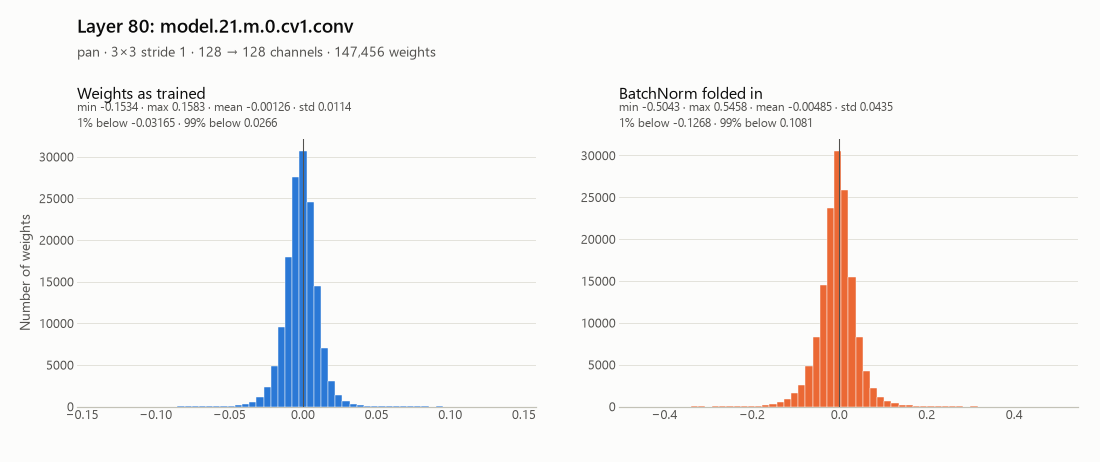 Layer 80: model.21.m.0.cv1.conv
pan · 3×3 stride 1 · 128 → 128 channels · 147,456 weights
Weights as trained
min -0.1534 · max 0.1583 · mean -0.00126 · std 0.0114
1% below -0.03165 · 99% below 0.0266
Number of weights
30000
25000
20000
15000
10000
5000
0
−0.15 −0.10 −0.05 0.00 0.05 0.10 0.15
BatchNorm folded in
min -0.5043 · max 0.5458 · mean -0.00485 · std 0.0435
1% below -0.1268 · 99% below 0.1081
30000
25000
20000
15000
10000
5000
0
−0.4 −0.2 0.0 0.2 0.4